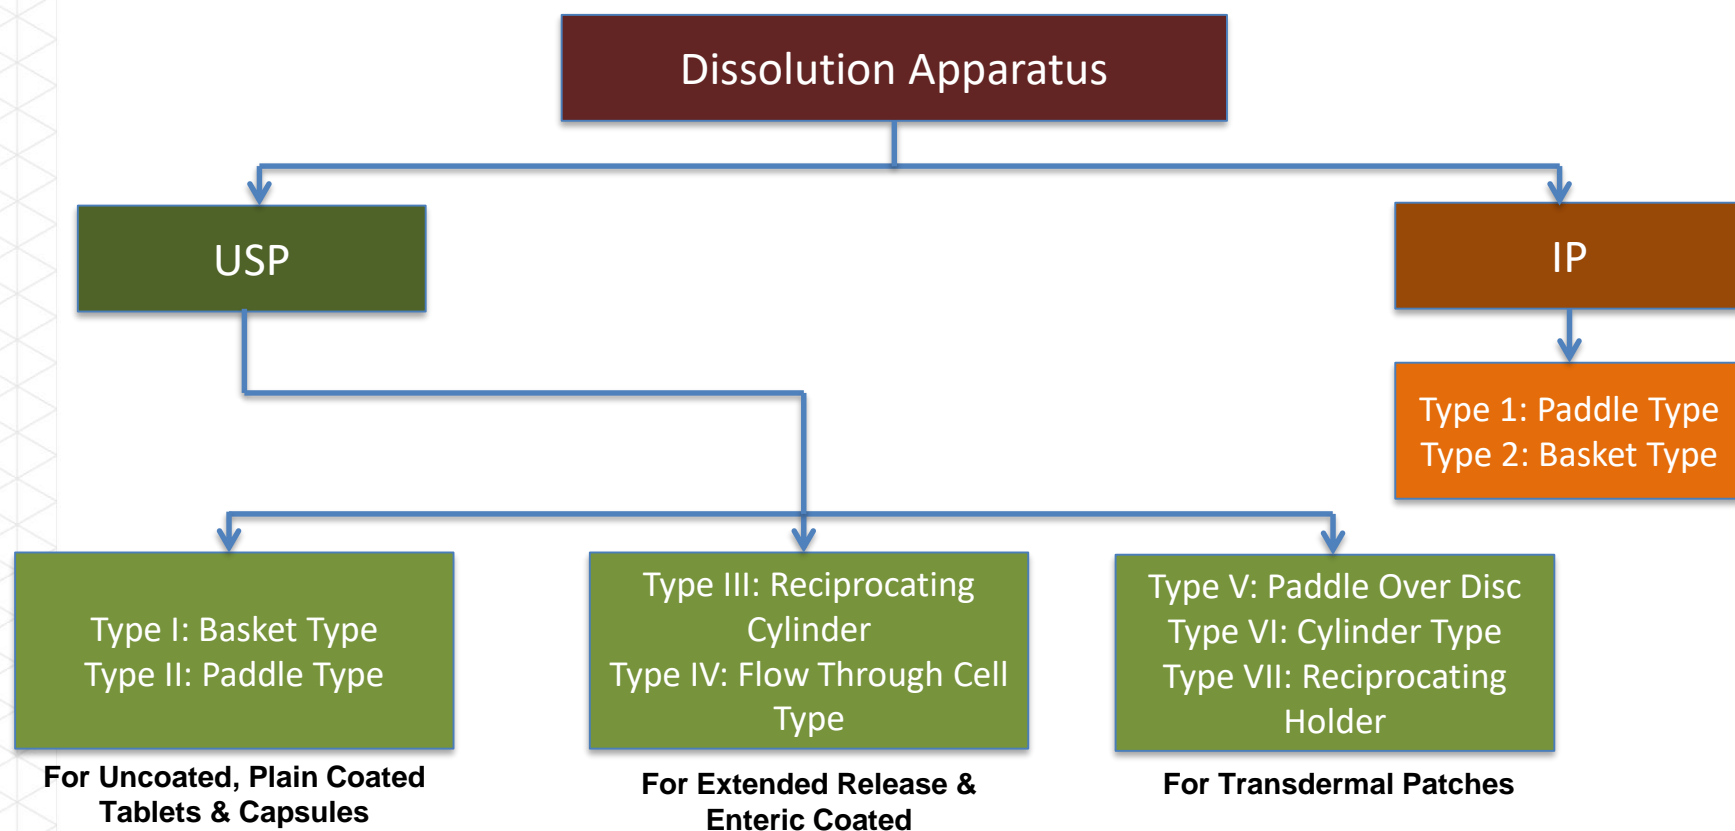 Dissolution Apparatus
USP
IP
Type 1: Paddle Type
Type 2: Basket Type
Type I: Basket Type
Type II: Paddle Type
Type III: Reciprocating
Cylinder
Type IV: Flow Through Cell
Type
Type V: Paddle Over Disc
Type VI: Cylinder Type
Type VII: Reciprocating
Holder
For Uncoated, Plain Coated
Tablets & Capsules
For Extended Release &
Enteric Coated
For Transdermal Patches